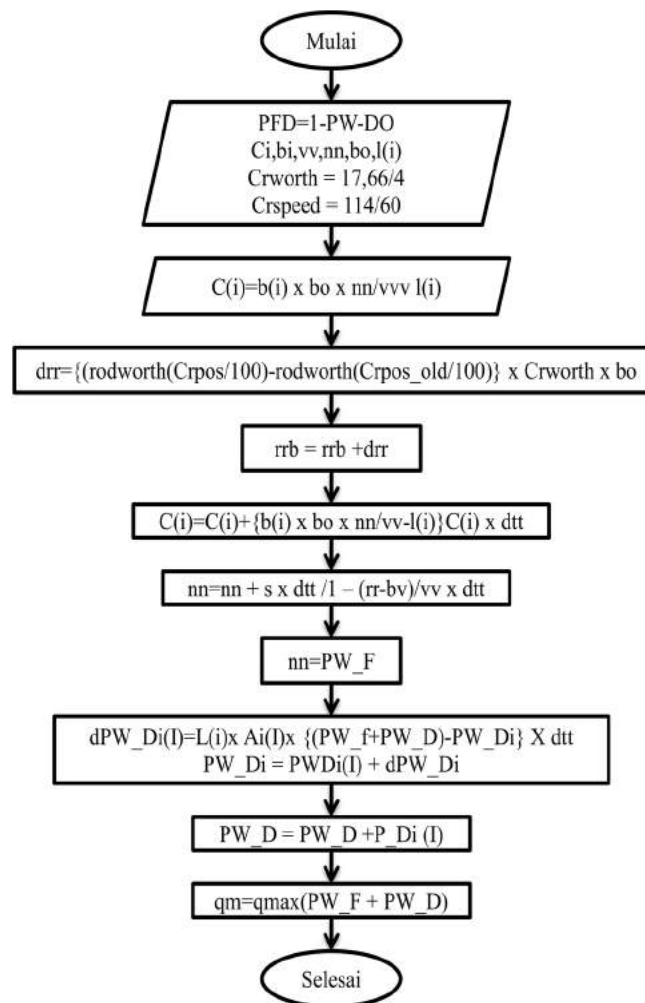 Mulai
PFD=1-PW-DO
Ci,bi,vv,nn,bo,l(i)
Crworth = 17,66/4
Crspeed = 114/60
C(i)=b(i) x bo x nn/vvv l(i)
drr={(rodworth(Crpos/100)-rodworth(Crpos_old/100)} x Crworth x bo
rrb = rrb +drr
C(i)=C(i)+{b(i) x bo x nn/vv-l(i)}C(i) x dtt
nn=nn + s x dtt /1 – (rr-bv)/vv x dtt
nn=PW_F
dPW_Di(I)=L(i)x Ai(I)x {(PW_f+PW_D)-PW_Di} X dtt
PW_Di = PWDi(I) + dPW_Di
PW_D = PW_D +P_Di (I)
qm=qmax(PW_F + PW_D)
Selesai